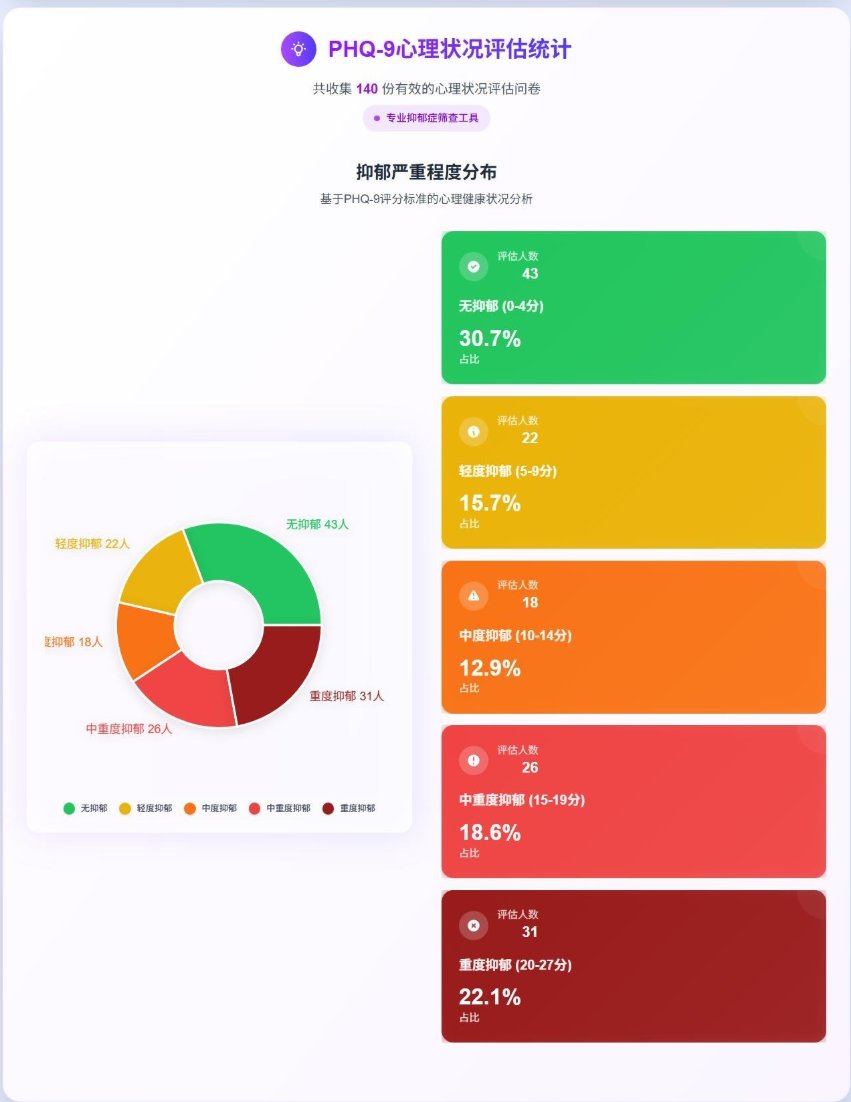 PHQ-9心理状况评估统计
共收集 140 份有效的心理状况评估问卷
专业抑郁症筛查工具
抑郁严重程度分布
基于PHQ-9评分标准的心理健康状况分析
无抑郁 43人
轻度抑郁 22人
度抑郁 18人
重度抑郁 31人
中重度抑郁 26人
无抑郁
轻度抑郁
中度抑郁
中重度抑郁
重度抑郁
评估人数
43
无抑郁 (0-4分)
30.7%
占比
评估人数
22
轻度抑郁 (5-9分)
15.7%
占比
评估人数
18
中度抑郁 (10-14分)
12.9%
占比
评估人数
26
中重度抑郁 (15-19分)
18.6%
占比
评估人数
31
重度抑郁 (20-27分)
22.1%
占比